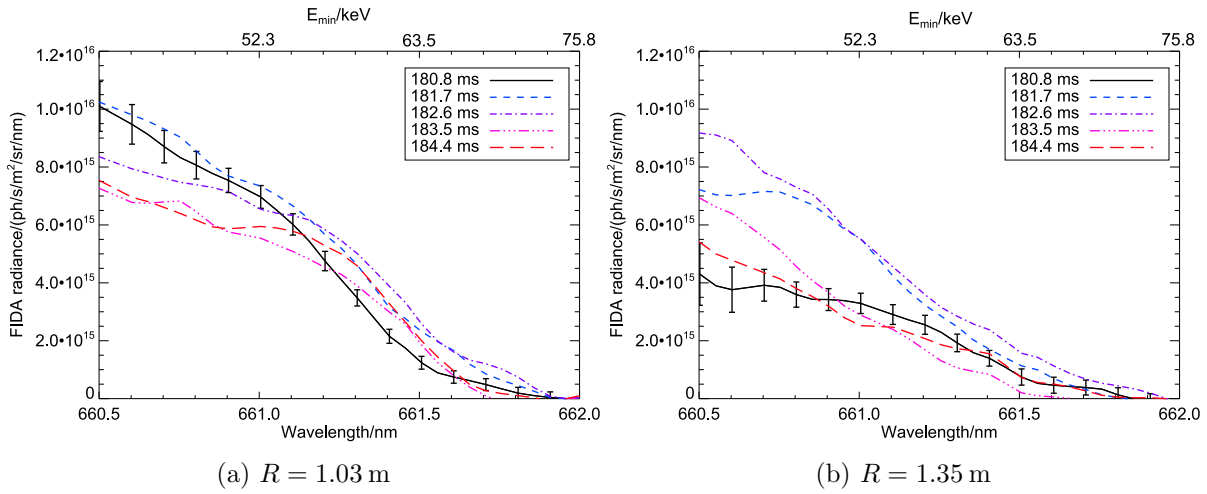 E_min/keV
52.3 63.5 75.8
1.2•10^16
1.0•10^16
8.0•10^15
6.0•10^15
4.0•10^15
2.0•10^15
0
FIDA radiance/(ph/s/m^2/sr/nm)
180.8 ms
181.7 ms
182.6 ms
183.5 ms
184.4 ms
660.5 661.0 661.5 662.0
Wavelength/nm
(a) R = 1.03 m
E_min/keV
52.3 63.5 75.8
1.2•10^16
1.0•10^16
8.0•10^15
6.0•10^15
4.0•10^15
2.0•10^15
0
FIDA radiance/(ph/s/m^2/sr/nm)
180.8 ms
181.7 ms
182.6 ms
183.5 ms
184.4 ms
660.5 661.0 661.5 662.0
Wavelength/nm
(b) R = 1.35 m